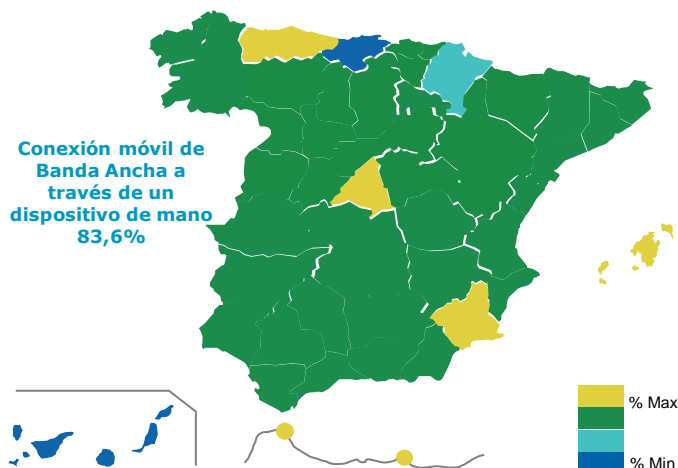 Conexión móvil de
Banda Ancha a
través de un
dispositivo de mano
83,6%
% Max
% Min